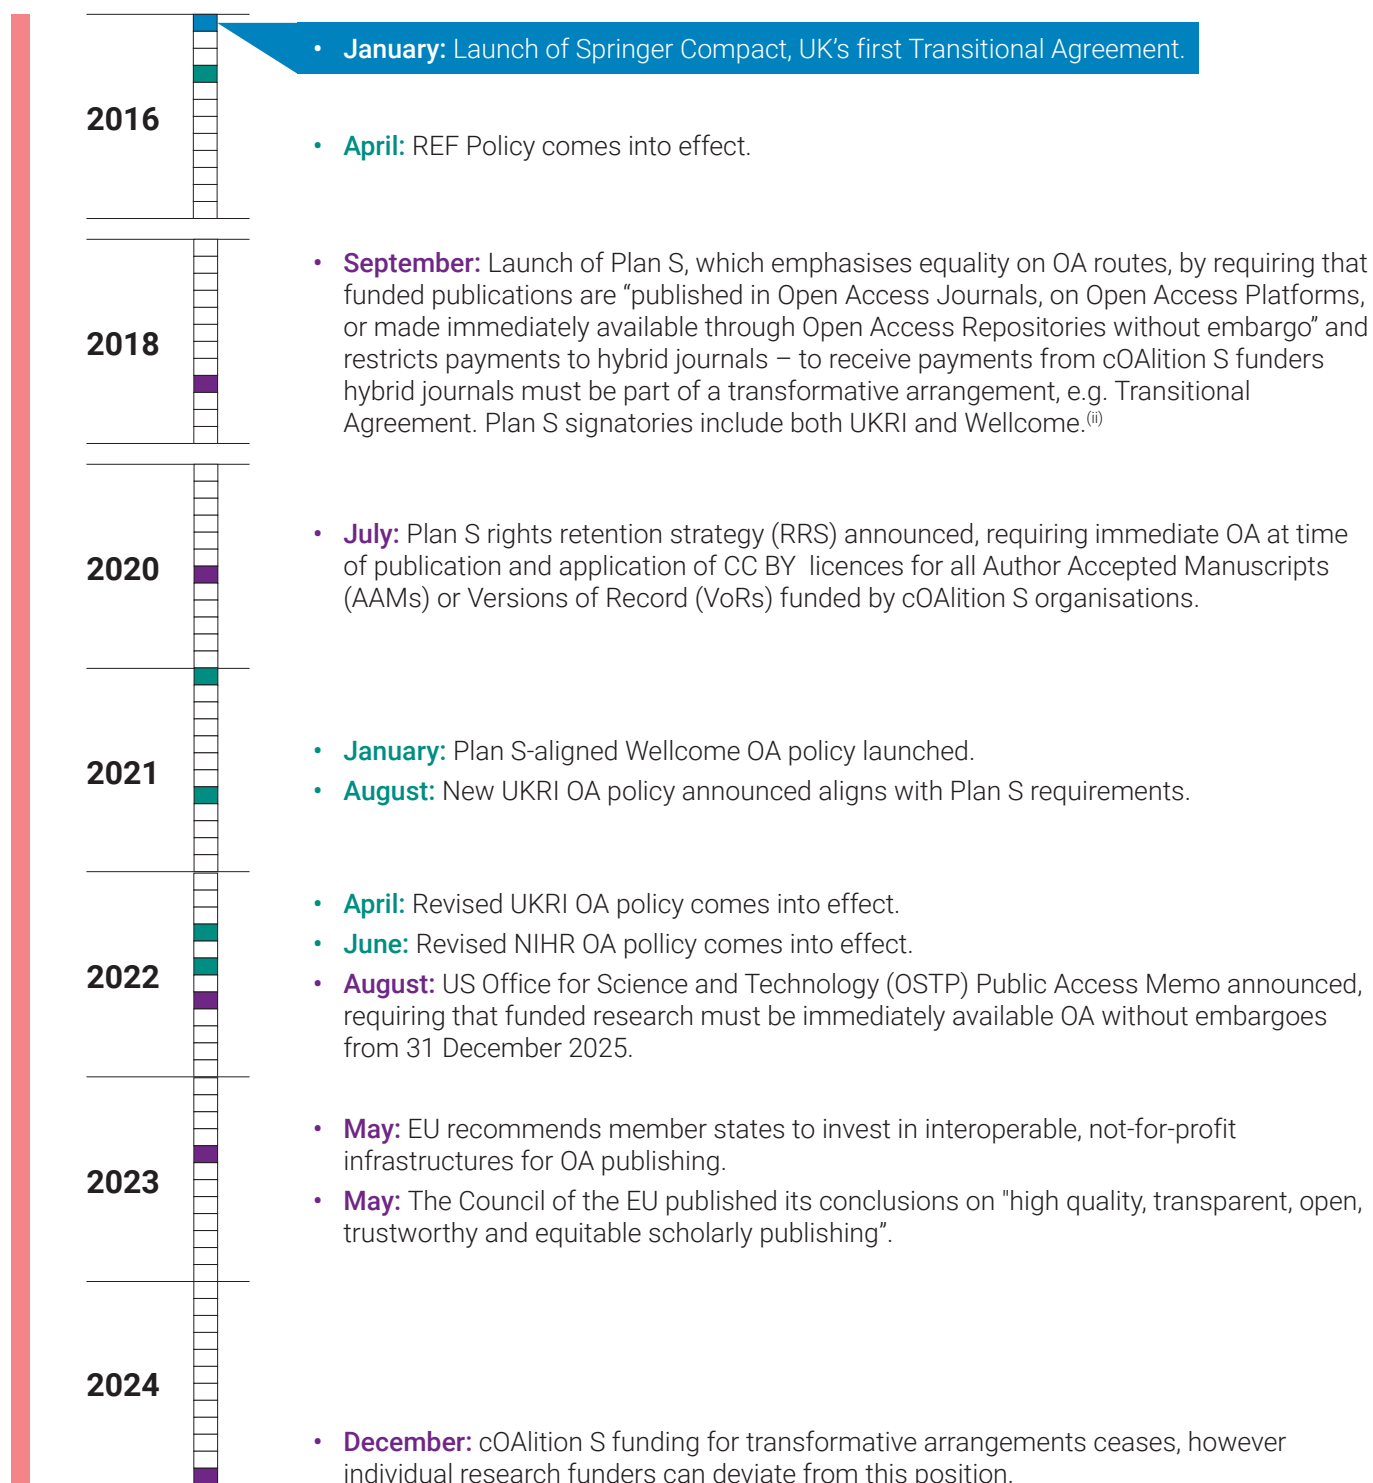 • January: Launch of Springer Compact, UK’s first Transitional Agreement.
2016
• April: REF Policy comes into effect.
• September: Launch of Plan S, which emphasises equality on OA routes, by requiring that
funded publications are “published in Open Access Journals, on Open Access Platforms,
or made immediately available through Open Access Repositories without embargo” and
2018
restricts payments to hybrid journals – to receive payments from cOAlition S funders
hybrid journals must be part of a transformative arrangement, e.g. Transitional
Agreement. Plan S signatories include both UKRI and Wellcome.(ii)
• July: Plan S rights retention strategy (RRS) announced, requiring immediate OA at time
2020
of publication and application of CC BY  licences for all Author Accepted Manuscripts
(AAMs) or Versions of Record (VoRs) funded by cOAlition S organisations.
• January: Plan S-aligned Wellcome OA policy launched.
2021
• August: New UKRI OA policy announced aligns with Plan S requirements.
• April: Revised UKRI OA policy comes into effect.
• June: Revised NIHR OA pollicy comes into effect.
2022
• August: US Office for Science and Technology (OSTP) Public Access Memo announced,
requiring that funded research must be immediately available OA without embargoes
from 31 December 2025.
• May: EU recommends member states to invest in interoperable, not-for-profit
infrastructures for OA publishing.
2023
• May: The Council of the EU published its conclusions on "high quality, transparent, open,
trustworthy and equitable scholarly publishing”.
2024
• December: cOAlition S funding for transformative arrangements ceases, however
individual research funders can deviate from this position.